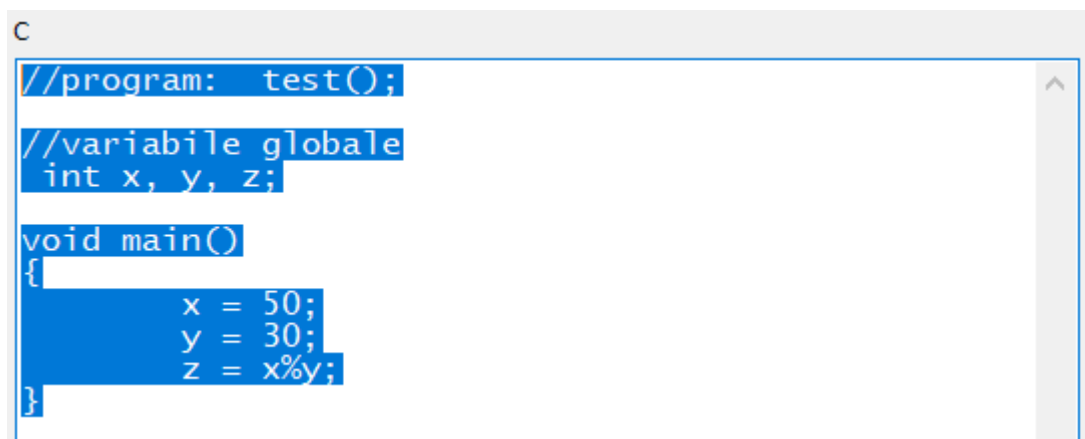 C
//program:  test();
//variabile globale
 int x, y, z;
void main()
{
        x = 50;
        y = 30;
        z = x%y;
}